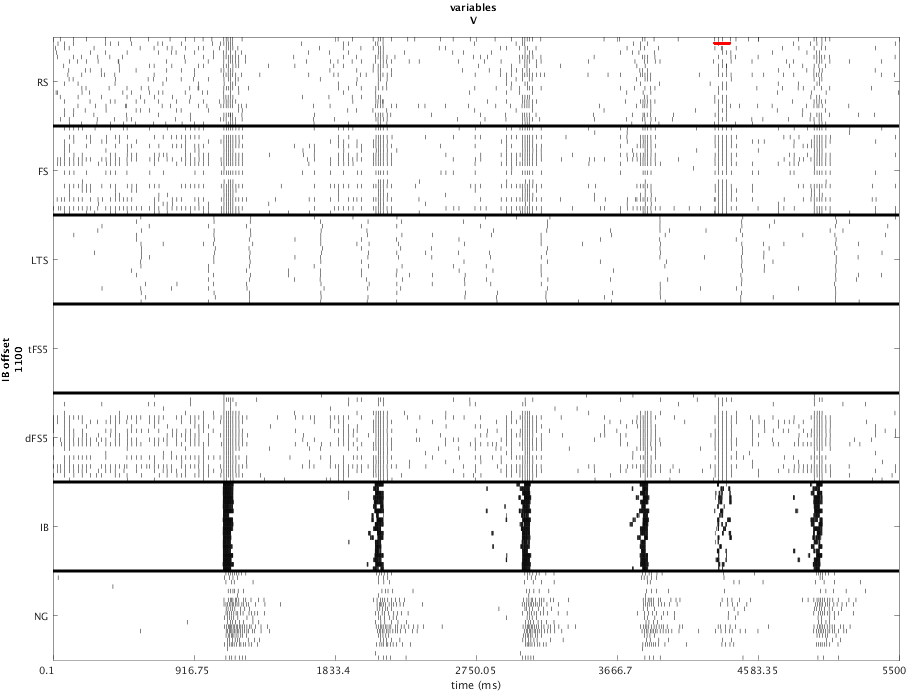 variables
V
RS
FS
LTS
tFS5
dFS5
IB
NG
IB offset
1100
0.1 916.75 1833.4 2750.05 3666.7 4583.35 5500
time (ms)